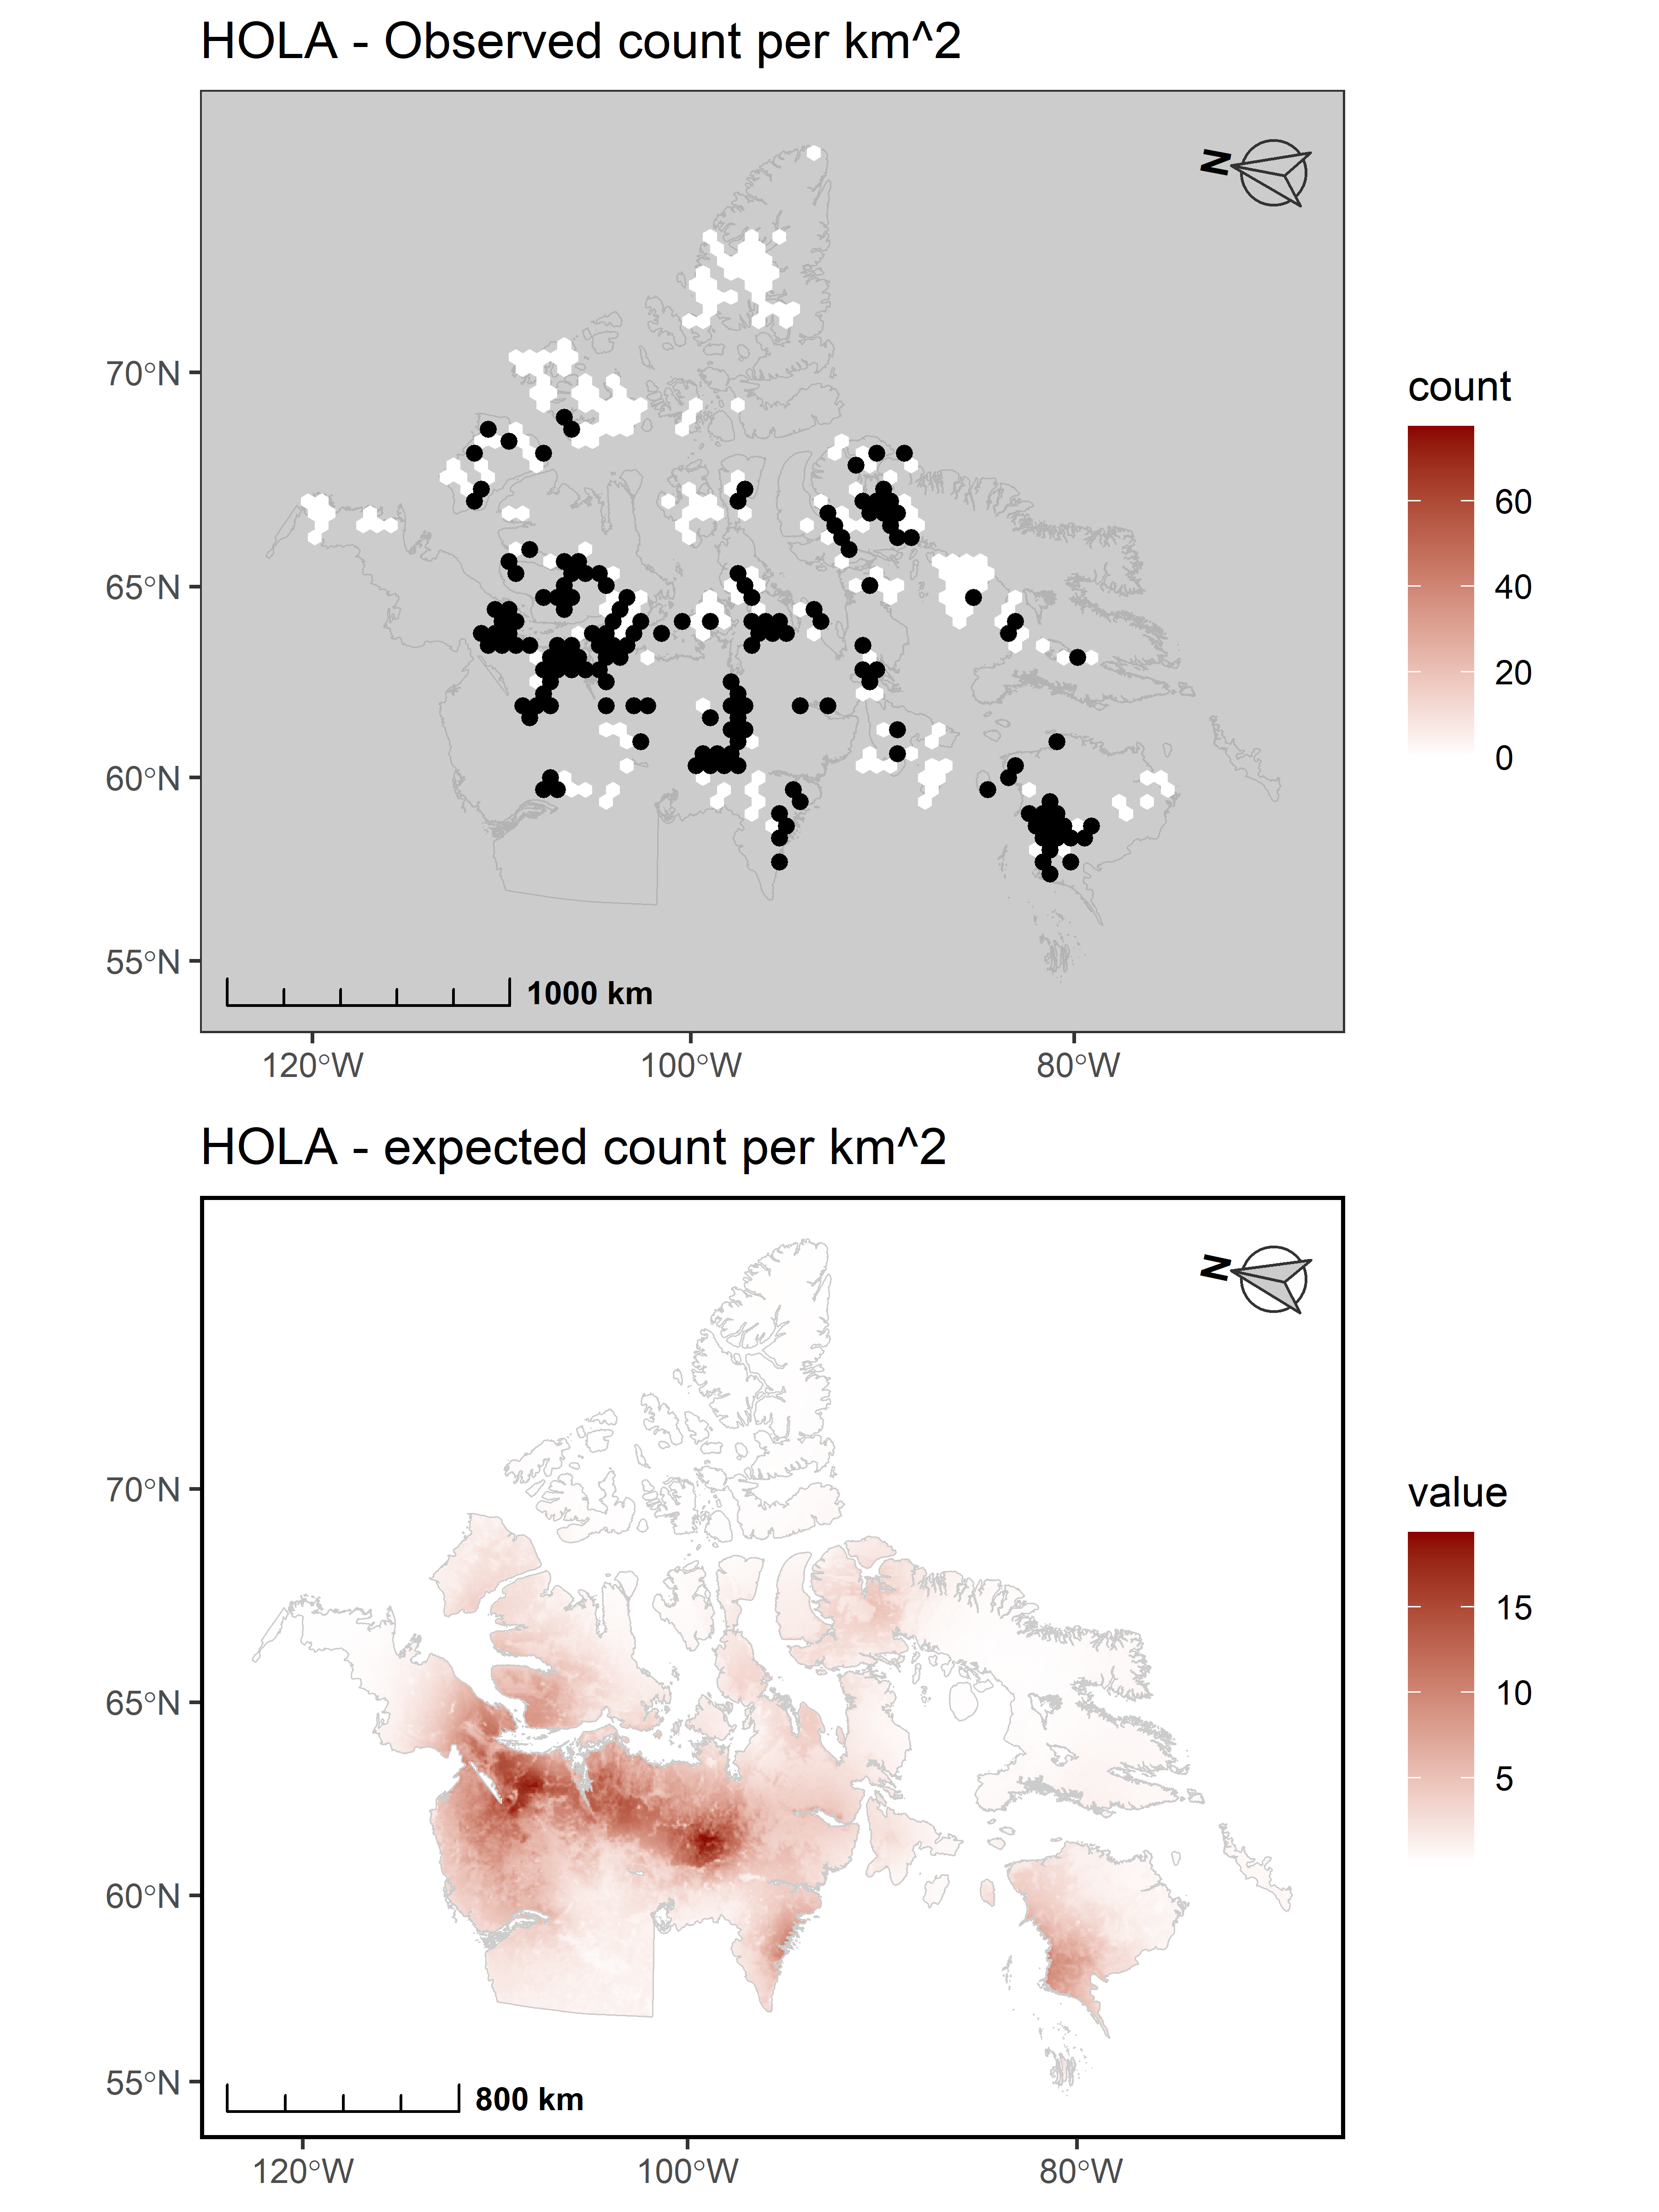 HOLA - Observed count per km^2
N
70°N
65°N
60°N
55°N
1000 km
120°W
100°W
80°W
count
60
40
20
0
HOLA - expected count per km^2
N
70°N
65°N
60°N
55°N
800 km
120°W
100°W
80°W
value
15
10
5